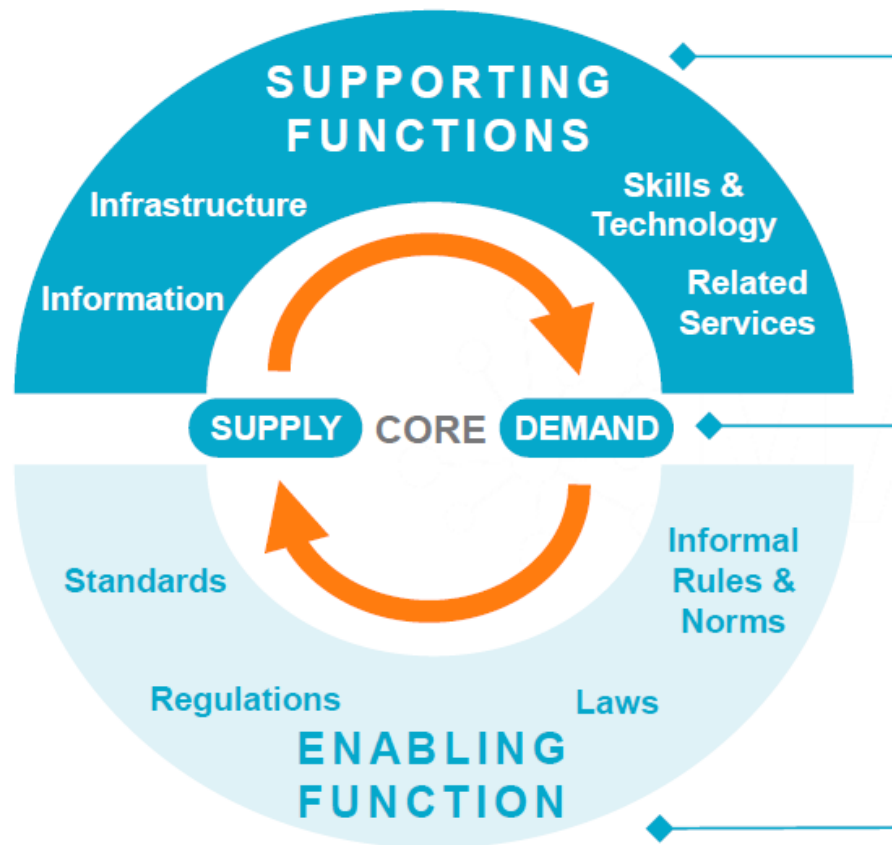 SUPPORTING
FUNCTIONS
Infrastructure
Skills &
Technology
Information
Related
Services
SUPPLY CORE DEMAND
Standards
Informal
Rules &
Norms
Regulations
Laws
ENABLING
FUNCTION